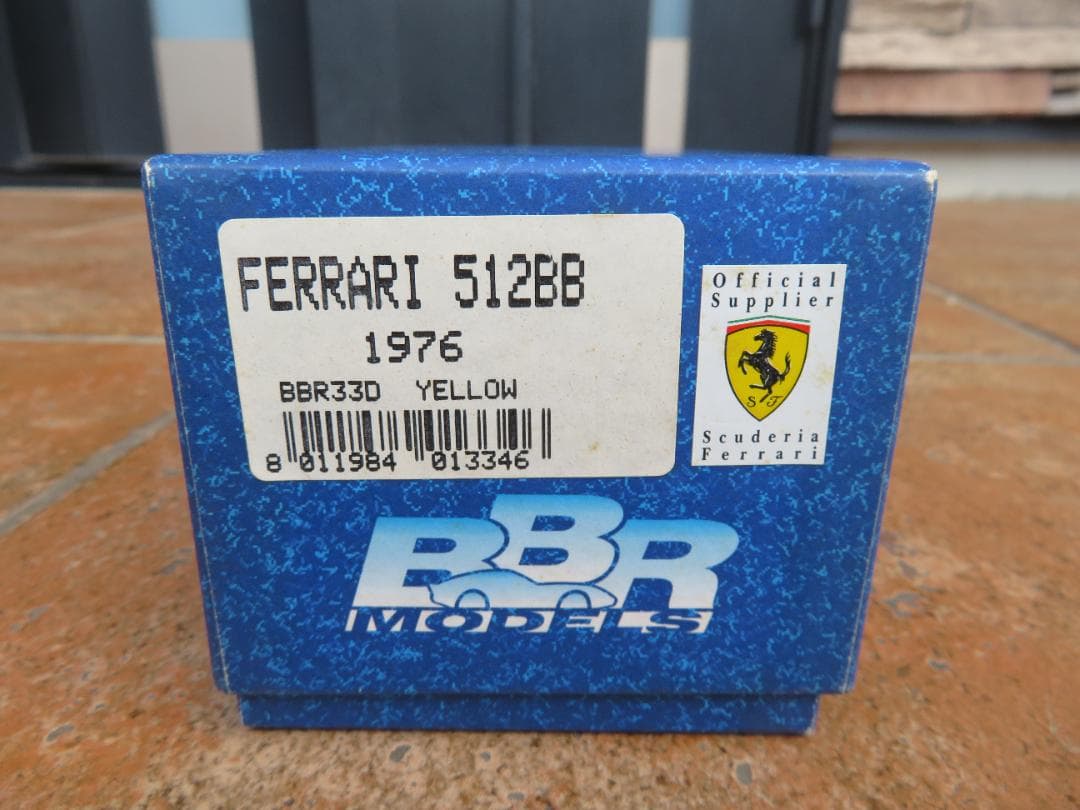 FERRARI 512BB
1976
BBR33D YELLOW
8 011984 013346
Official
Supplier
S F
Scuderia
Ferrari
BBR
MODELS